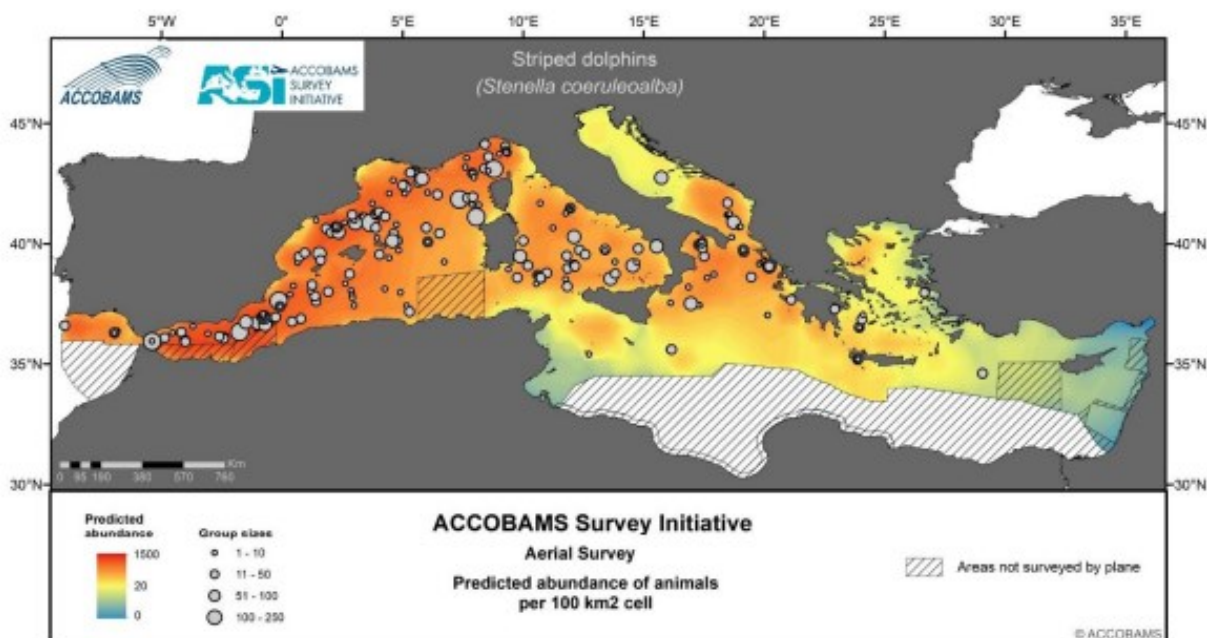 5°W 0° 5°E 10°E 15°E 20°E 25°E 30°E 35°E
ACCOBAMS
ASI
ACCOBAMS
SURVEY
INITIATIVE
Striped dolphins
(Stenella coeruleoalba)
45°N 45°N
40°N 40°N
35°N 35°N
30°N 30°N
Km
0 95 190 380 570 760
Predicted
abundance
1500
20
0
Group sizes
1 - 10
11 - 50
51 - 100
100 - 250
ACCOBAMS Survey Initiative
Aerial Survey
Predicted abundance of animals
per 100 km2 cell
Areas not surveyed by plane
© ACCOBAMS